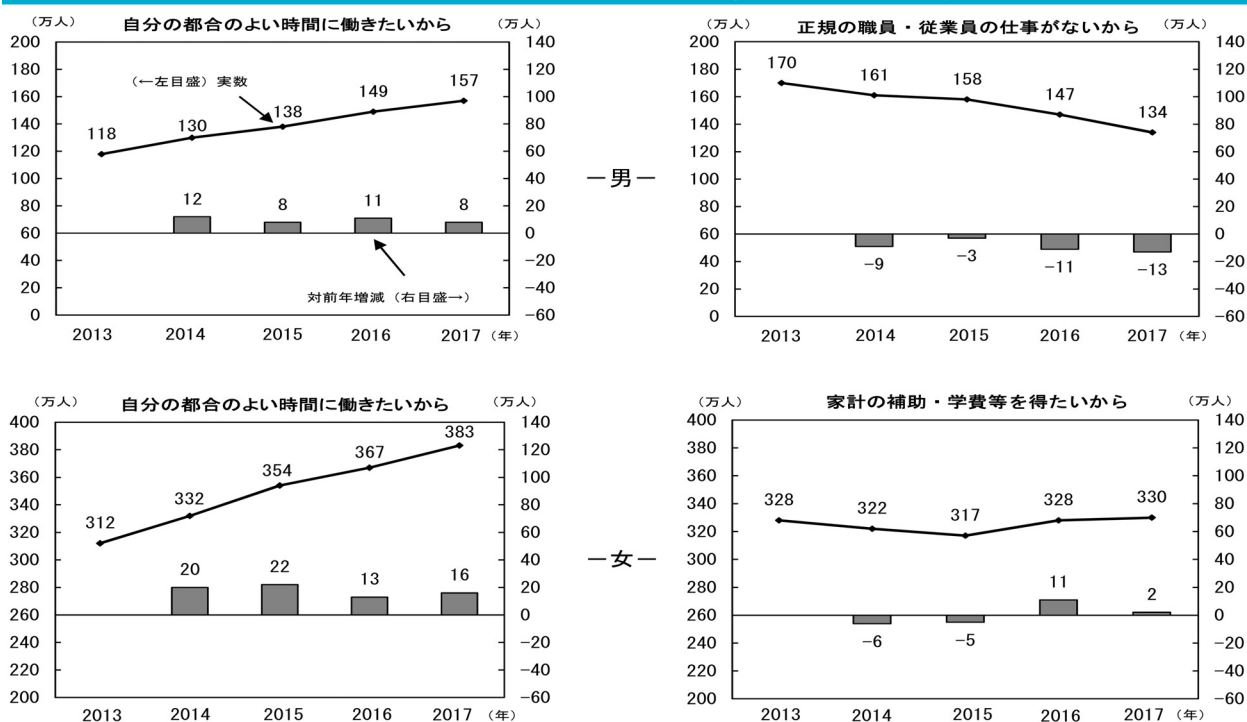 （万人）　自分の都合のよい時間に働きたいから　（万人）
200　140
180　120
160　100
140　80
120　60
100　40
80　20
60　0
40　−20
20　−40
0　−60
（←左目盛）実数
118　130　138　149　157
12　8　11　8
対前年増減（右目盛→）
2013　2014　2015　2016　2017（年）
－男－
（万人）　正規の職員・従業員の仕事がないから　（万人）
200　140
180　120
160　100
140　80
120　60
100　40
80　20
60　0
40　−20
20　−40
0　−60
170　161　158　147　134
−9　−3　−11　−13
2013　2014　2015　2016　2017（年）
（万人）　自分の都合のよい時間に働きたいから　（万人）
400　140
380　120
360　100
340　80
320　60
300　40
280　20
260　0
240　−20
220　−40
200　−60
312　332　354　367　383
20　22　13　16
2013　2014　2015　2016　2017（年）
－女－
（万人）　家計の補助・学費等を得たいから　（万人）
400　140
380　120
360　100
340　80
320　60
300　40
280　20
260　0
240　−20
220　−40
200　−60
328　322　317　328　330
−6　−5　11　2
2013　2014　2015　2016　2017（年）